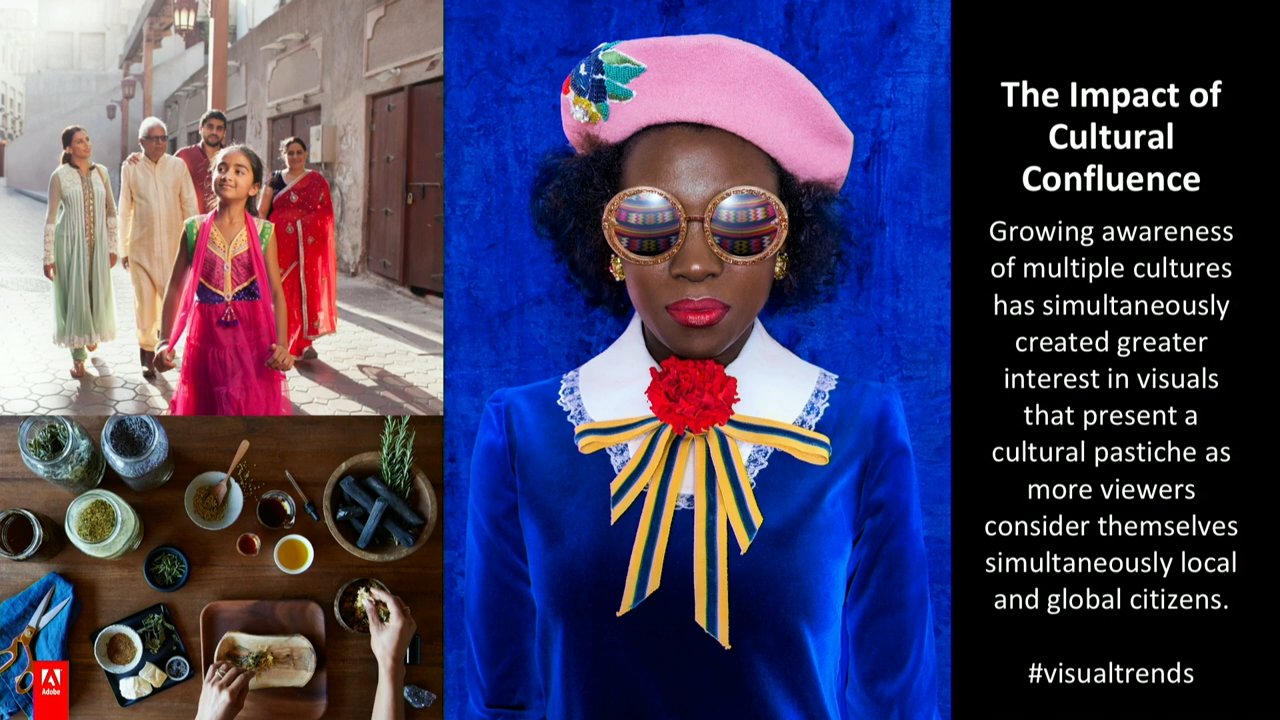 The Impact of
Cultural
Confluence
Growing awareness
of multiple cultures
has simultaneously
created greater
interest in visuals
that present a
cultural pastiche as
more viewers
consider themselves
simultaneously local
and global citizens.
#visualtrends
Adobe